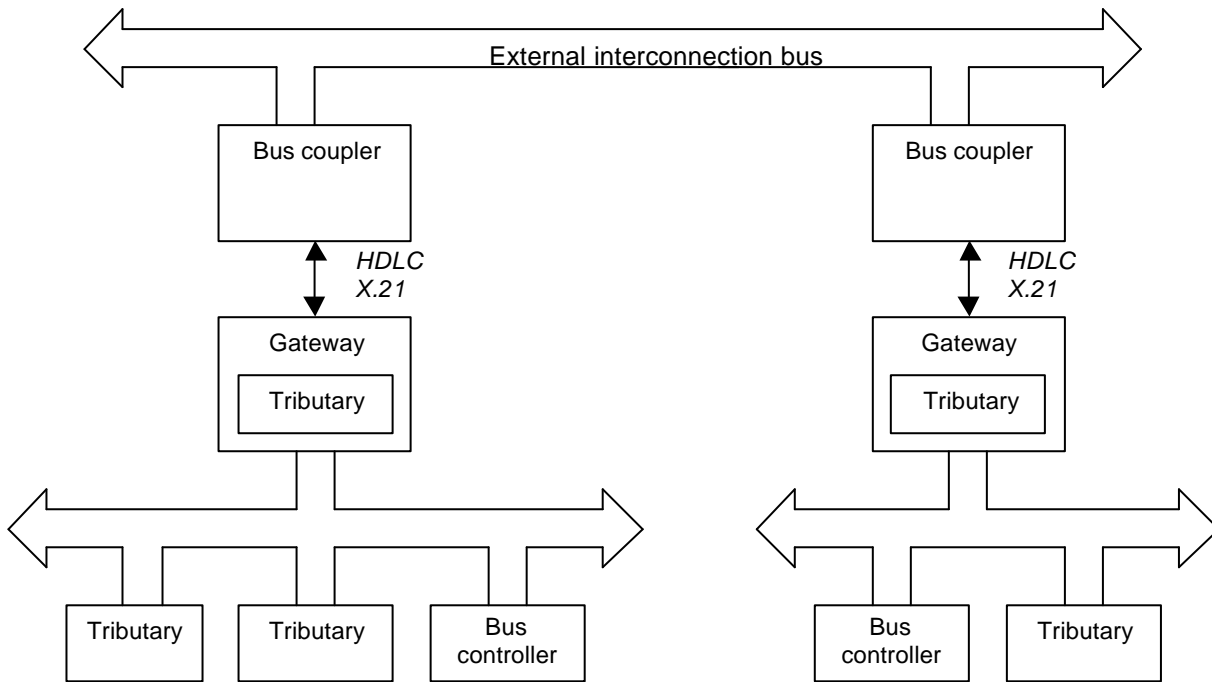 External interconnection bus
Bus coupler
Bus coupler
HDLC
X.21
HDLC
X.21
Gateway
Tributary
Gateway
Tributary
Tributary
Tributary
Bus
controller
Bus
controller
Tributary